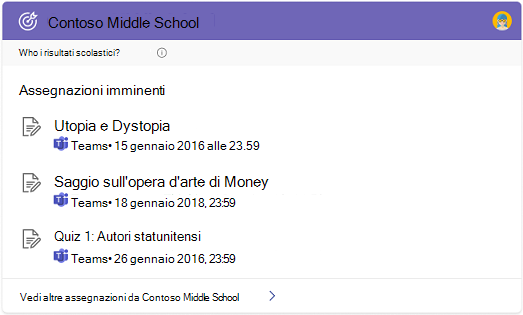 Contoso Middle School
Who i risultati scolastici?
Assegnazioni imminenti
Utopia e Dystopia
Teams• 15 gennaio 2016 alle 23.59
Saggio sull'opera d'arte di Money
Teams• 18 gennaio 2018, 23:59
Quiz 1: Autori statunitensi
Teams• 26 gennaio 2016, 23:59
Vedi altre assegnazioni da Contoso Middle School